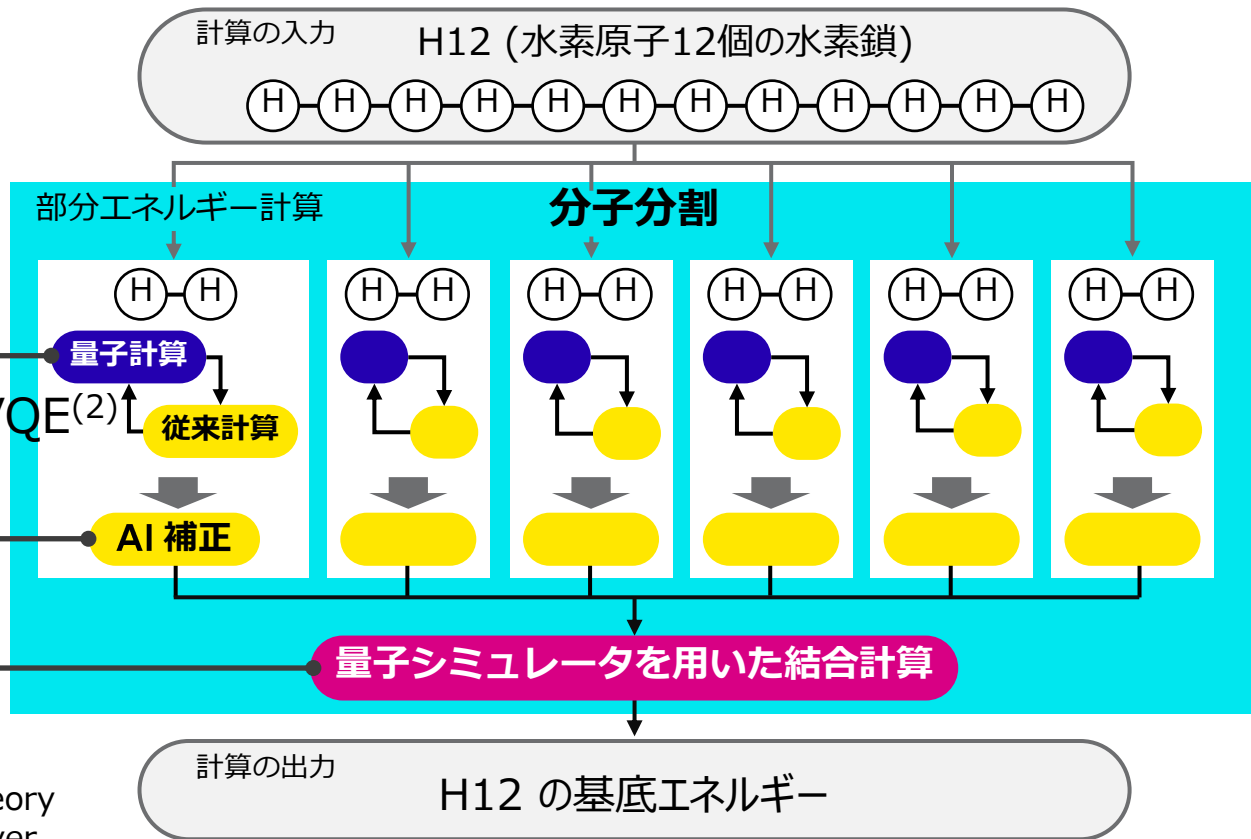 計算の入力
H12 (水素原子12個の水素鎖)
H H H H H H H H H H H H
部分エネルギー計算
分子分割
H H H H H H H H H H H H
量子計算
VQE(2)
従来計算
AI 補正
量子シミュレータを用いた結合計算
計算の出力
H12 の基底エネルギー